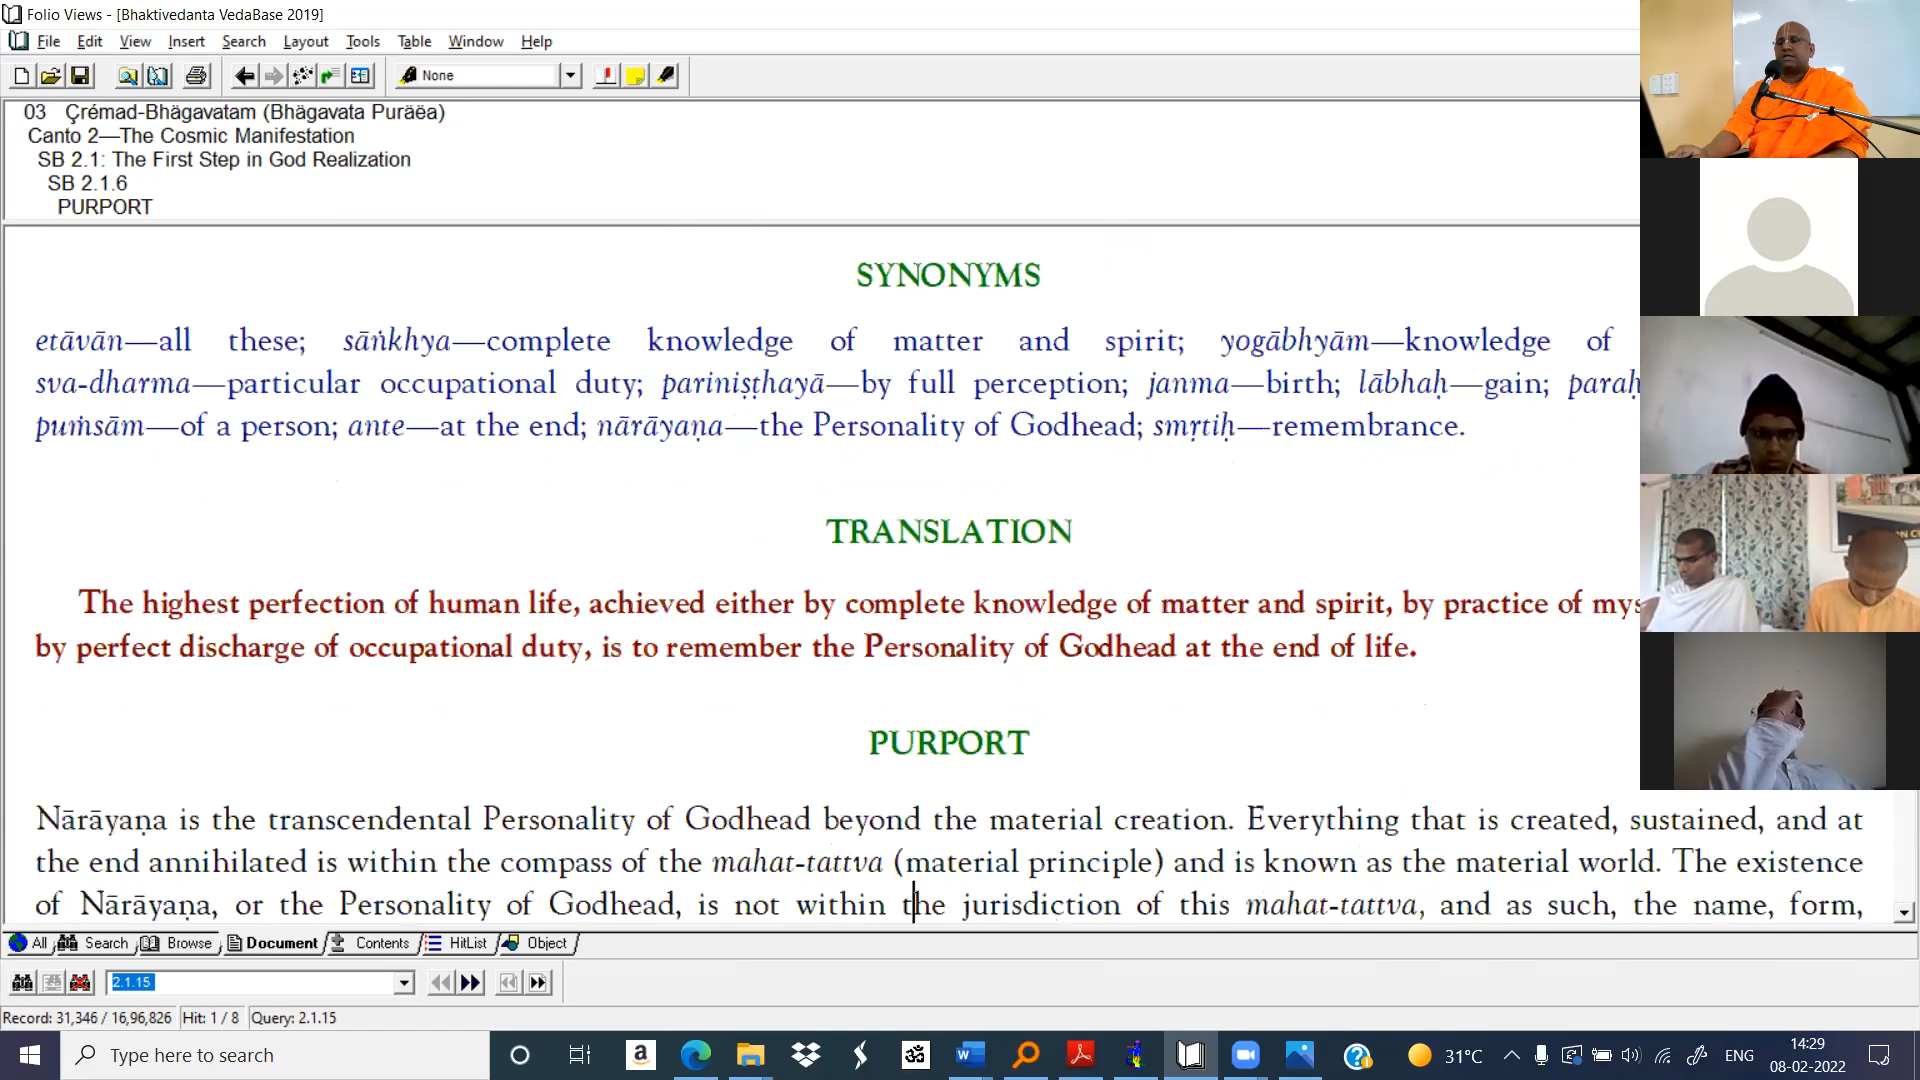 Folio Views - [Bhaktivedanta VedaBase 2019]
File Edit View Insert Search Layout Tools Table Window Help
None
03 Çrémad-Bhägavatam (Bhägavata Puräëa)
Canto 2—The Cosmic Manifestation
SB 2.1: The First Step in God Realization
SB 2.1.6
PURPORT
SYNONYMS
etāvān—all these; sāṅkhya—complete knowledge of matter and spirit; yogābhyām—knowledge of
sva-dharma—particular occupational duty; pariniṣṭhayā—by full perception; janma—birth; lābhaḥ—gain; paraḥ
puṁsām—of a person; ante—at the end; nārāyaṇa—the Personality of Godhead; smṛtiḥ—remembrance.
TRANSLATION
The highest perfection of human life, achieved either by complete knowledge of matter and spirit, by practice of mys
by perfect discharge of occupational duty, is to remember the Personality of Godhead at the end of life.
PURPORT
Nārāyaṇa is the transcendental Personality of Godhead beyond the material creation. Everything that is created, sustained, and at
the end annihilated is within the compass of the mahat-tattva (material principle) and is known as the material world. The existence
of Nārāyaṇa, or the Personality of Godhead, is not within the jurisdiction of this mahat-tattva, and as such, the name, form,
All Search Browse Document Contents HitList Object
2.1.15
Record: 31,346 / 16,96,826 Hit: 1 / 8 Query: 2.1.15
Type here to search
31°C
ENG
14:29
08-02-2022